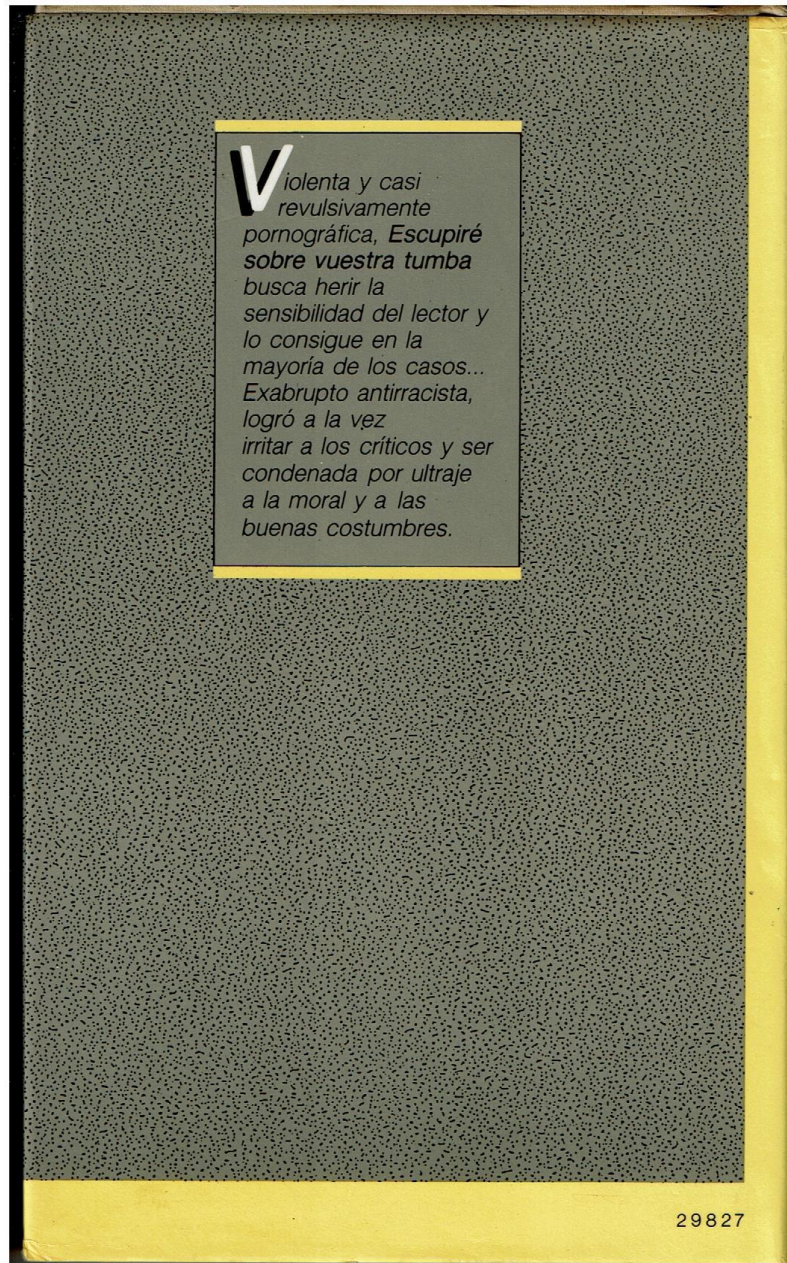 Violenta y casi
revulsivamente
pornográfica, Escupiré
sobre vuestra tumba
busca herir la
sensibilidad del lector y
lo consigue en la
mayoría de los casos...
Exabrupto antirracista,
logró a la vez
irritar a los críticos y ser
condenada por ultraje
a la moral y a las
buenas costumbres.
29827